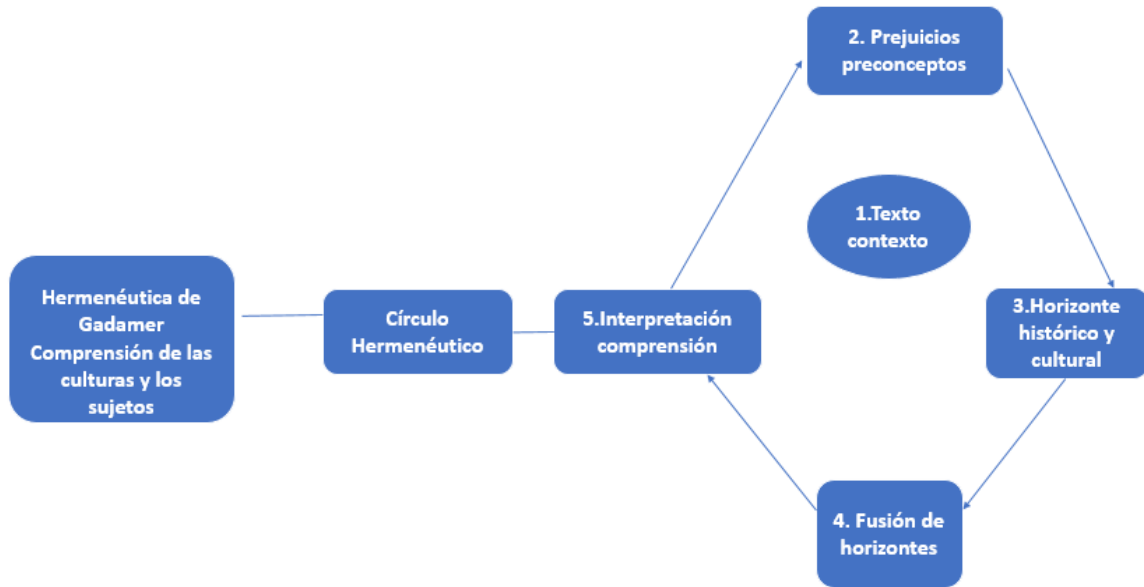 Hermenéutica de
Gadamer
Comprensión de las
culturas y los
sujetos
Círculo
Hermenéutico
5.Interpretación
comprensión
2. Prejuicios
preconceptos
1.Texto
contexto
3.Horizonte
histórico y
cultural
4. Fusión de
horizontes